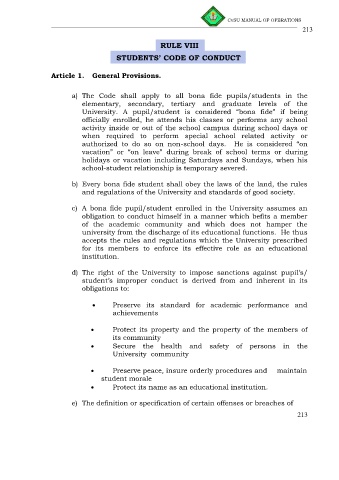 CvSU MANUAL OF OPERATIONS
213
RULE VIII
STUDENTS' CODE OF CONDUCT
Article 1. General Provisions.
a) The Code shall apply to all bona fide pupils/students in the
elementary, secondary, tertiary and graduate levels of the
University. A pupil/student is considered "bona fide" if being
officially enrolled, he attends his classes or performs any school
activity inside or out of the school campus during school days or
when required to perform special school related activity or
authorized to do so on non-school days. He is considered "on
vacation" or "on leave" during break of school terms or during
holidays or vacation including Saturdays and Sundays, when his
school-student relationship is temporary severed.
b) Every bona fide student shall obey the laws of the land, the rules
and regulations of the University and standards of good society.
c) A bona fide pupil/student enrolled in the University assumes an
obligation to conduct himself in a manner which befits a member
of the academic community and which does not hamper the
university from the discharge of its educational functions. He thus
accepts the rules and regulations which the University prescribed
for its members to enforce its effective role as an educational
institution.
d) The right of the University to impose sanctions against pupil's/
student's improper conduct is derived from and inherent in its
obligations to:
• Preserve its standard for academic performance and
achievements
• Protect its property and the property of the members of
its community
• Secure the health and safety of persons in the
University community
• Preserve peace, insure orderly procedures and maintain
student morale
• Protect its name as an educational institution.
e) The definition or specification of certain offenses or breaches of
213